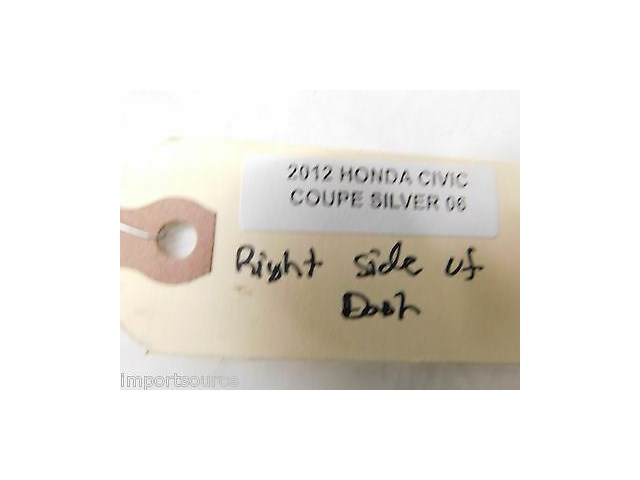 2012 HONDA CIVIC
COUPE SILVER 06
Right side of
Dash
importsource